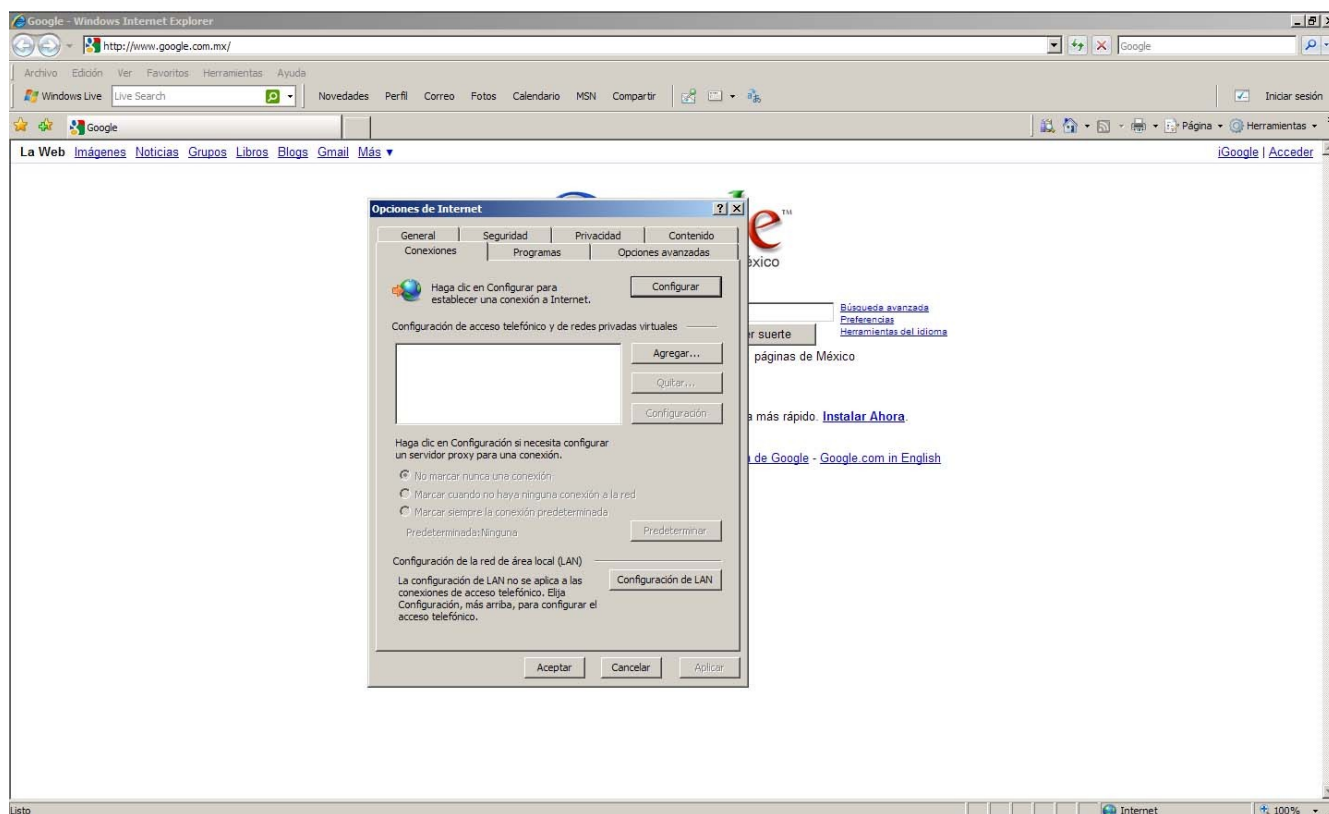 Google - Windows Internet Explorer
http://www.google.com.mx/
Google
Archivo Edición Ver Favoritos Herramientas Ayuda
Windows Live Live Search Novedades Perfil Correo Fotos Calendario MSN Compartir Iniciar sesión
Google Página Herramientas
La Web Imágenes Noticias Grupos Libros Blogs Gmail Más iGoogle | Acceder
Opciones de Internet
e TM
General Seguridad Privacidad Contenido
Conexiones Programas Opciones avanzadas
éxico
Haga clic en Configurar para
establecer una conexión a Internet.
Configurar
Búsqueda avanzada
Preferencias
Herramientas del idioma
Configuración de acceso telefónico y de redes privadas virtuales
r suerte
Agregar...
páginas de México
Quitar...
Configuración
a más rápido. Instalar Ahora.
Haga clic en Configuración si necesita configurar
un servidor proxy para una conexión.
de Google - Google.com in English
No marcar nunca una conexión
Marcar cuando no haya ninguna conexión a la red
Marcar siempre la conexión predeterminada
Predeterminada: Ninguna
Predeterminar
Configuración de la red de área local (LAN)
La configuración de LAN no se aplica a las
conexiones de acceso telefónico. Elija
Configuración, más arriba, para configurar el
acceso telefónico.
Configuración de LAN
Aceptar Cancelar Aplicar
Listo Internet 100%